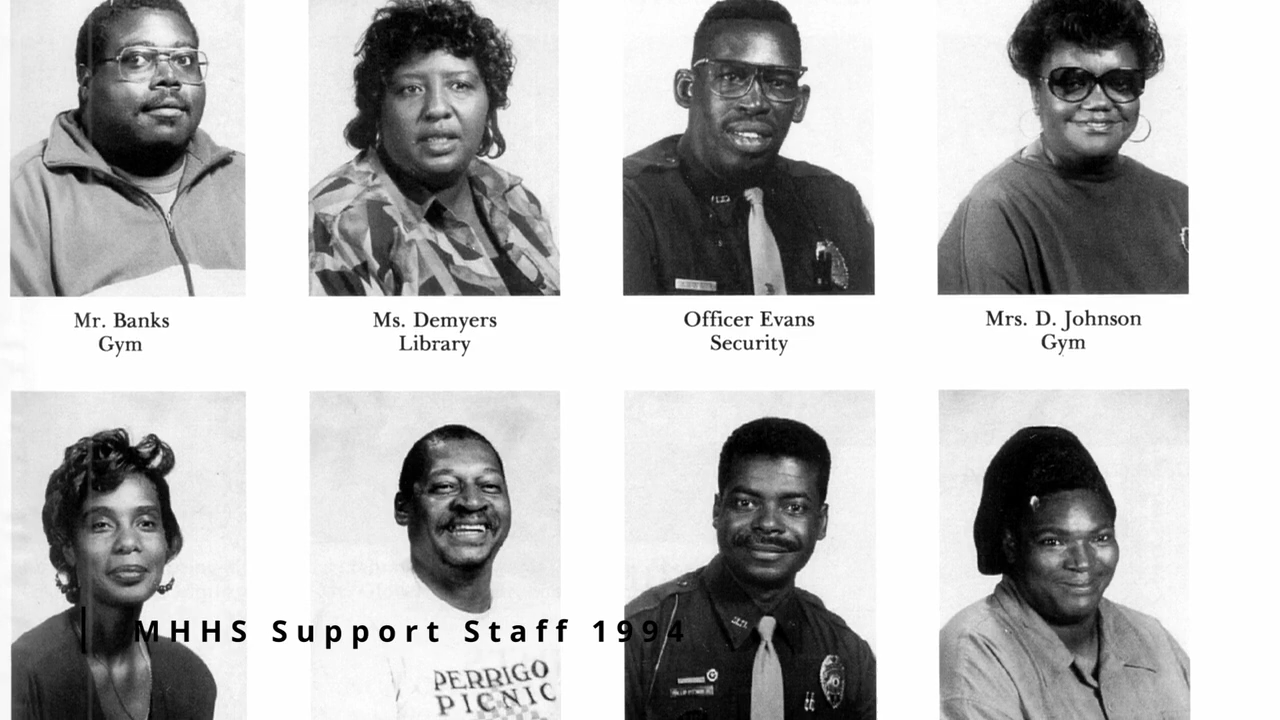 Mr. Banks
Gym
Ms. Demyers
Library
Officer Evans
Security
Mrs. D. Johnson
Gym
MHHS Support Staff 1994
PERRIGO
PICNIC